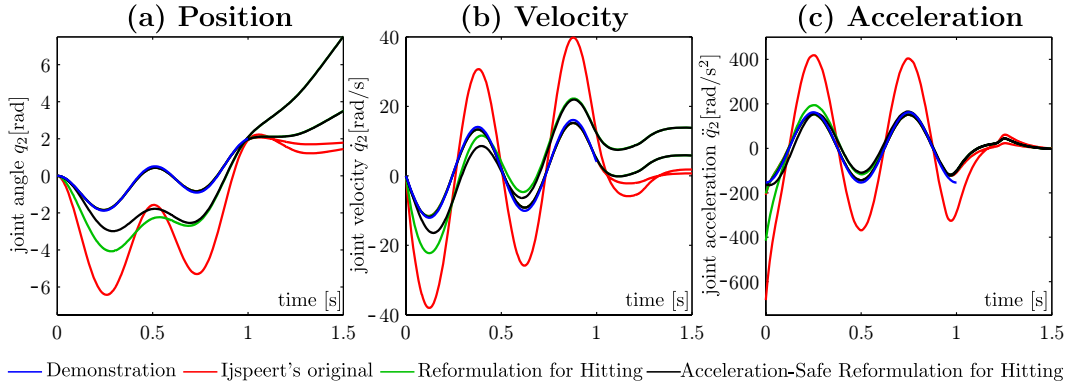 (a) Position
(b) Velocity
(c) Acceleration
joint angle q₂[rad]
6
4
2
0
-2
-4
-6
0
0.5
1
1.5
time [s]
joint velocity q̇₂[rad/s]
40
20
0
-20
-40
0
0.5
1
1.5
time [s]
joint acceleration q̈₂[rad/s²]
400
200
0
-200
-400
-600
0
0.5
1
1.5
time [s]
Demonstration
Ijspeert's original
Reformulation for Hitting
Acceleration-Safe Reformulation for Hitting